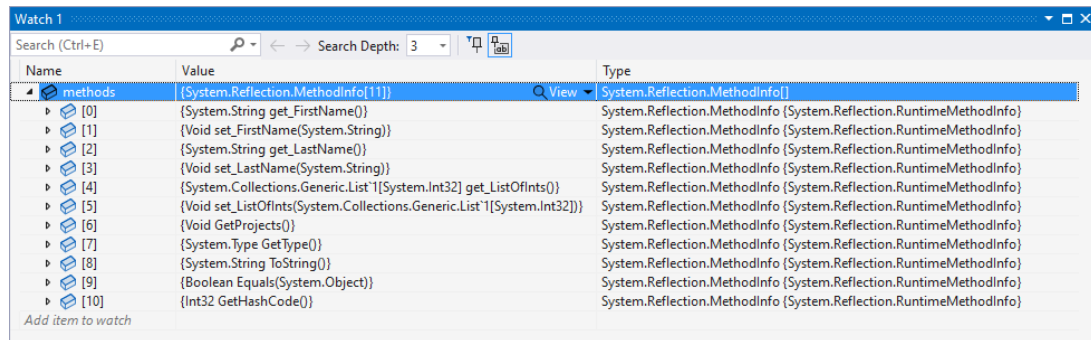 Watch 1
Search (Ctrl+E) Search Depth: 3
Name Value Type
methods {System.Reflection.MethodInfo[11]} View System.Reflection.MethodInfo[]
[0] {System.String get_FirstName()} System.Reflection.MethodInfo {System.Reflection.RuntimeMethodInfo}
[1] {Void set_FirstName(System.String)} System.Reflection.MethodInfo {System.Reflection.RuntimeMethodInfo}
[2] {System.String get_LastName()} System.Reflection.MethodInfo {System.Reflection.RuntimeMethodInfo}
[3] {Void set_LastName(System.String)} System.Reflection.MethodInfo {System.Reflection.RuntimeMethodInfo}
[4] {System.Collections.Generic.List`1[System.Int32] get_ListOfInts()} System.Reflection.MethodInfo {System.Reflection.RuntimeMethodInfo}
[5] {Void set_ListOfInts(System.Collections.Generic.List`1[System.Int32])} System.Reflection.MethodInfo {System.Reflection.RuntimeMethodInfo}
[6] {Void GetProjects()} System.Reflection.MethodInfo {System.Reflection.RuntimeMethodInfo}
[7] {System.Type GetType()} System.Reflection.MethodInfo {System.Reflection.RuntimeMethodInfo}
[8] {System.String ToString()} System.Reflection.MethodInfo {System.Reflection.RuntimeMethodInfo}
[9] {Boolean Equals(System.Object)} System.Reflection.MethodInfo {System.Reflection.RuntimeMethodInfo}
[10] {Int32 GetHashCode()} System.Reflection.MethodInfo {System.Reflection.RuntimeMethodInfo}
Add item to watch